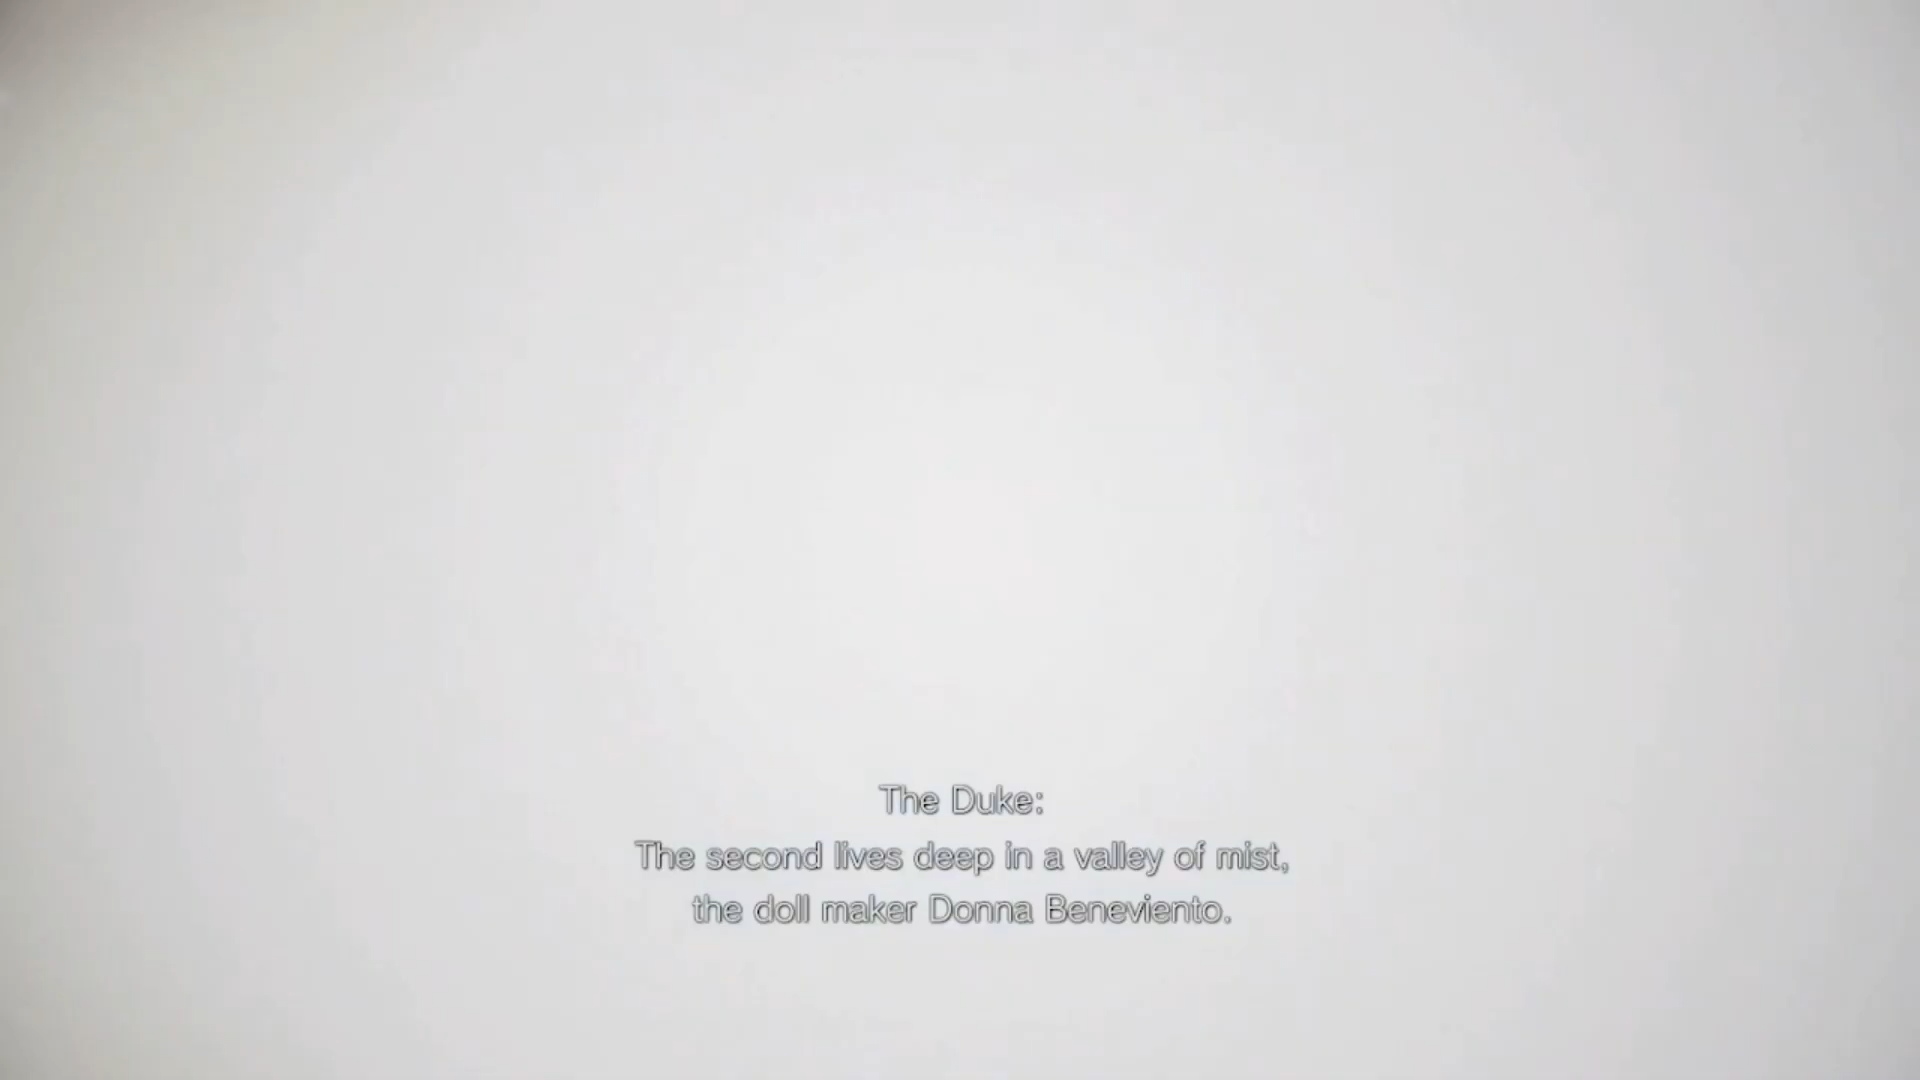 The Duke:
The second lives deep in a valley of mist,
the doll maker Donna Beneviento.